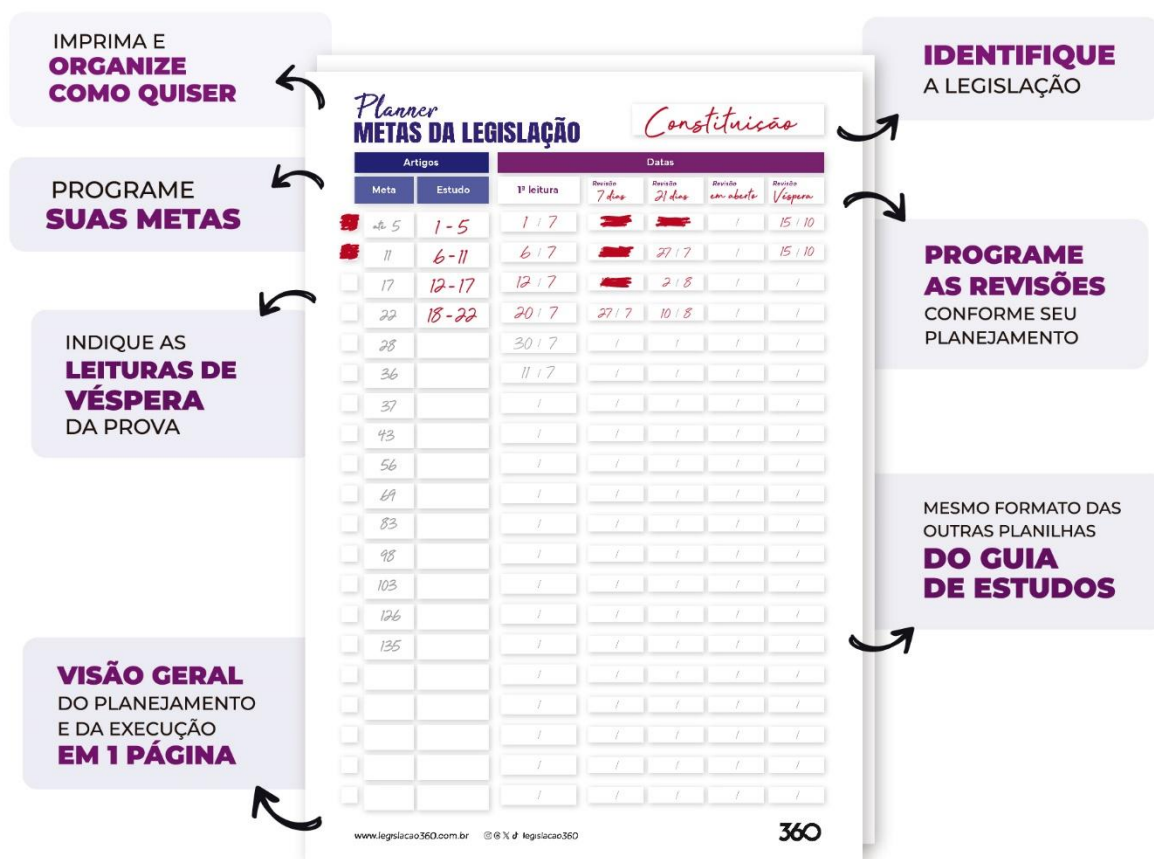 IMPRIMA E
ORGANIZE
COMO QUISER
PROGRAME
SUAS METAS
INDIQUE AS
LEITURAS DE
VÉSPERA
DA PROVA
VISÃO GERAL
DO PLANEJAMENTO
E DA EXECUÇÃO
EM 1 PÁGINA
Planner
METAS DA LEGISLAÇÃO
Constituição
Artigos Datas
Meta Estudo 1ª leitura Revisão 7 dias Revisão 21 dias Revisão em aberto Revisão Véspera
até 5 1 - 5 1 / 7 / 15 / 10
11 6 - 11 6 / 7 27 / 7 / 15 / 10
17 12 - 17 12 / 7 2 / 8 / /
22 18 - 22 20 / 7 27 / 7 10 / 8 / /
28 30 / 7 / / / /
36 11 / 7 / / / /
37 / / / / /
43 / / / / /
56 / / / / /
69 / / / / /
83 / / / / /
98 / / / / /
103 / / / / /
126 / / / / /
135 / / / / /
/ / / / /
/ / / / /
/ / / / /
/ / / / /
/ / / / /
www.legislacao360.com.br legislacao360
360
IDENTIFIQUE
A LEGISLAÇÃO
PROGRAME
AS REVISÕES
CONFORME SEU
PLANEJAMENTO
MESMO FORMATO DAS
OUTRAS PLANILHAS
DO GUIA
DE ESTUDOS